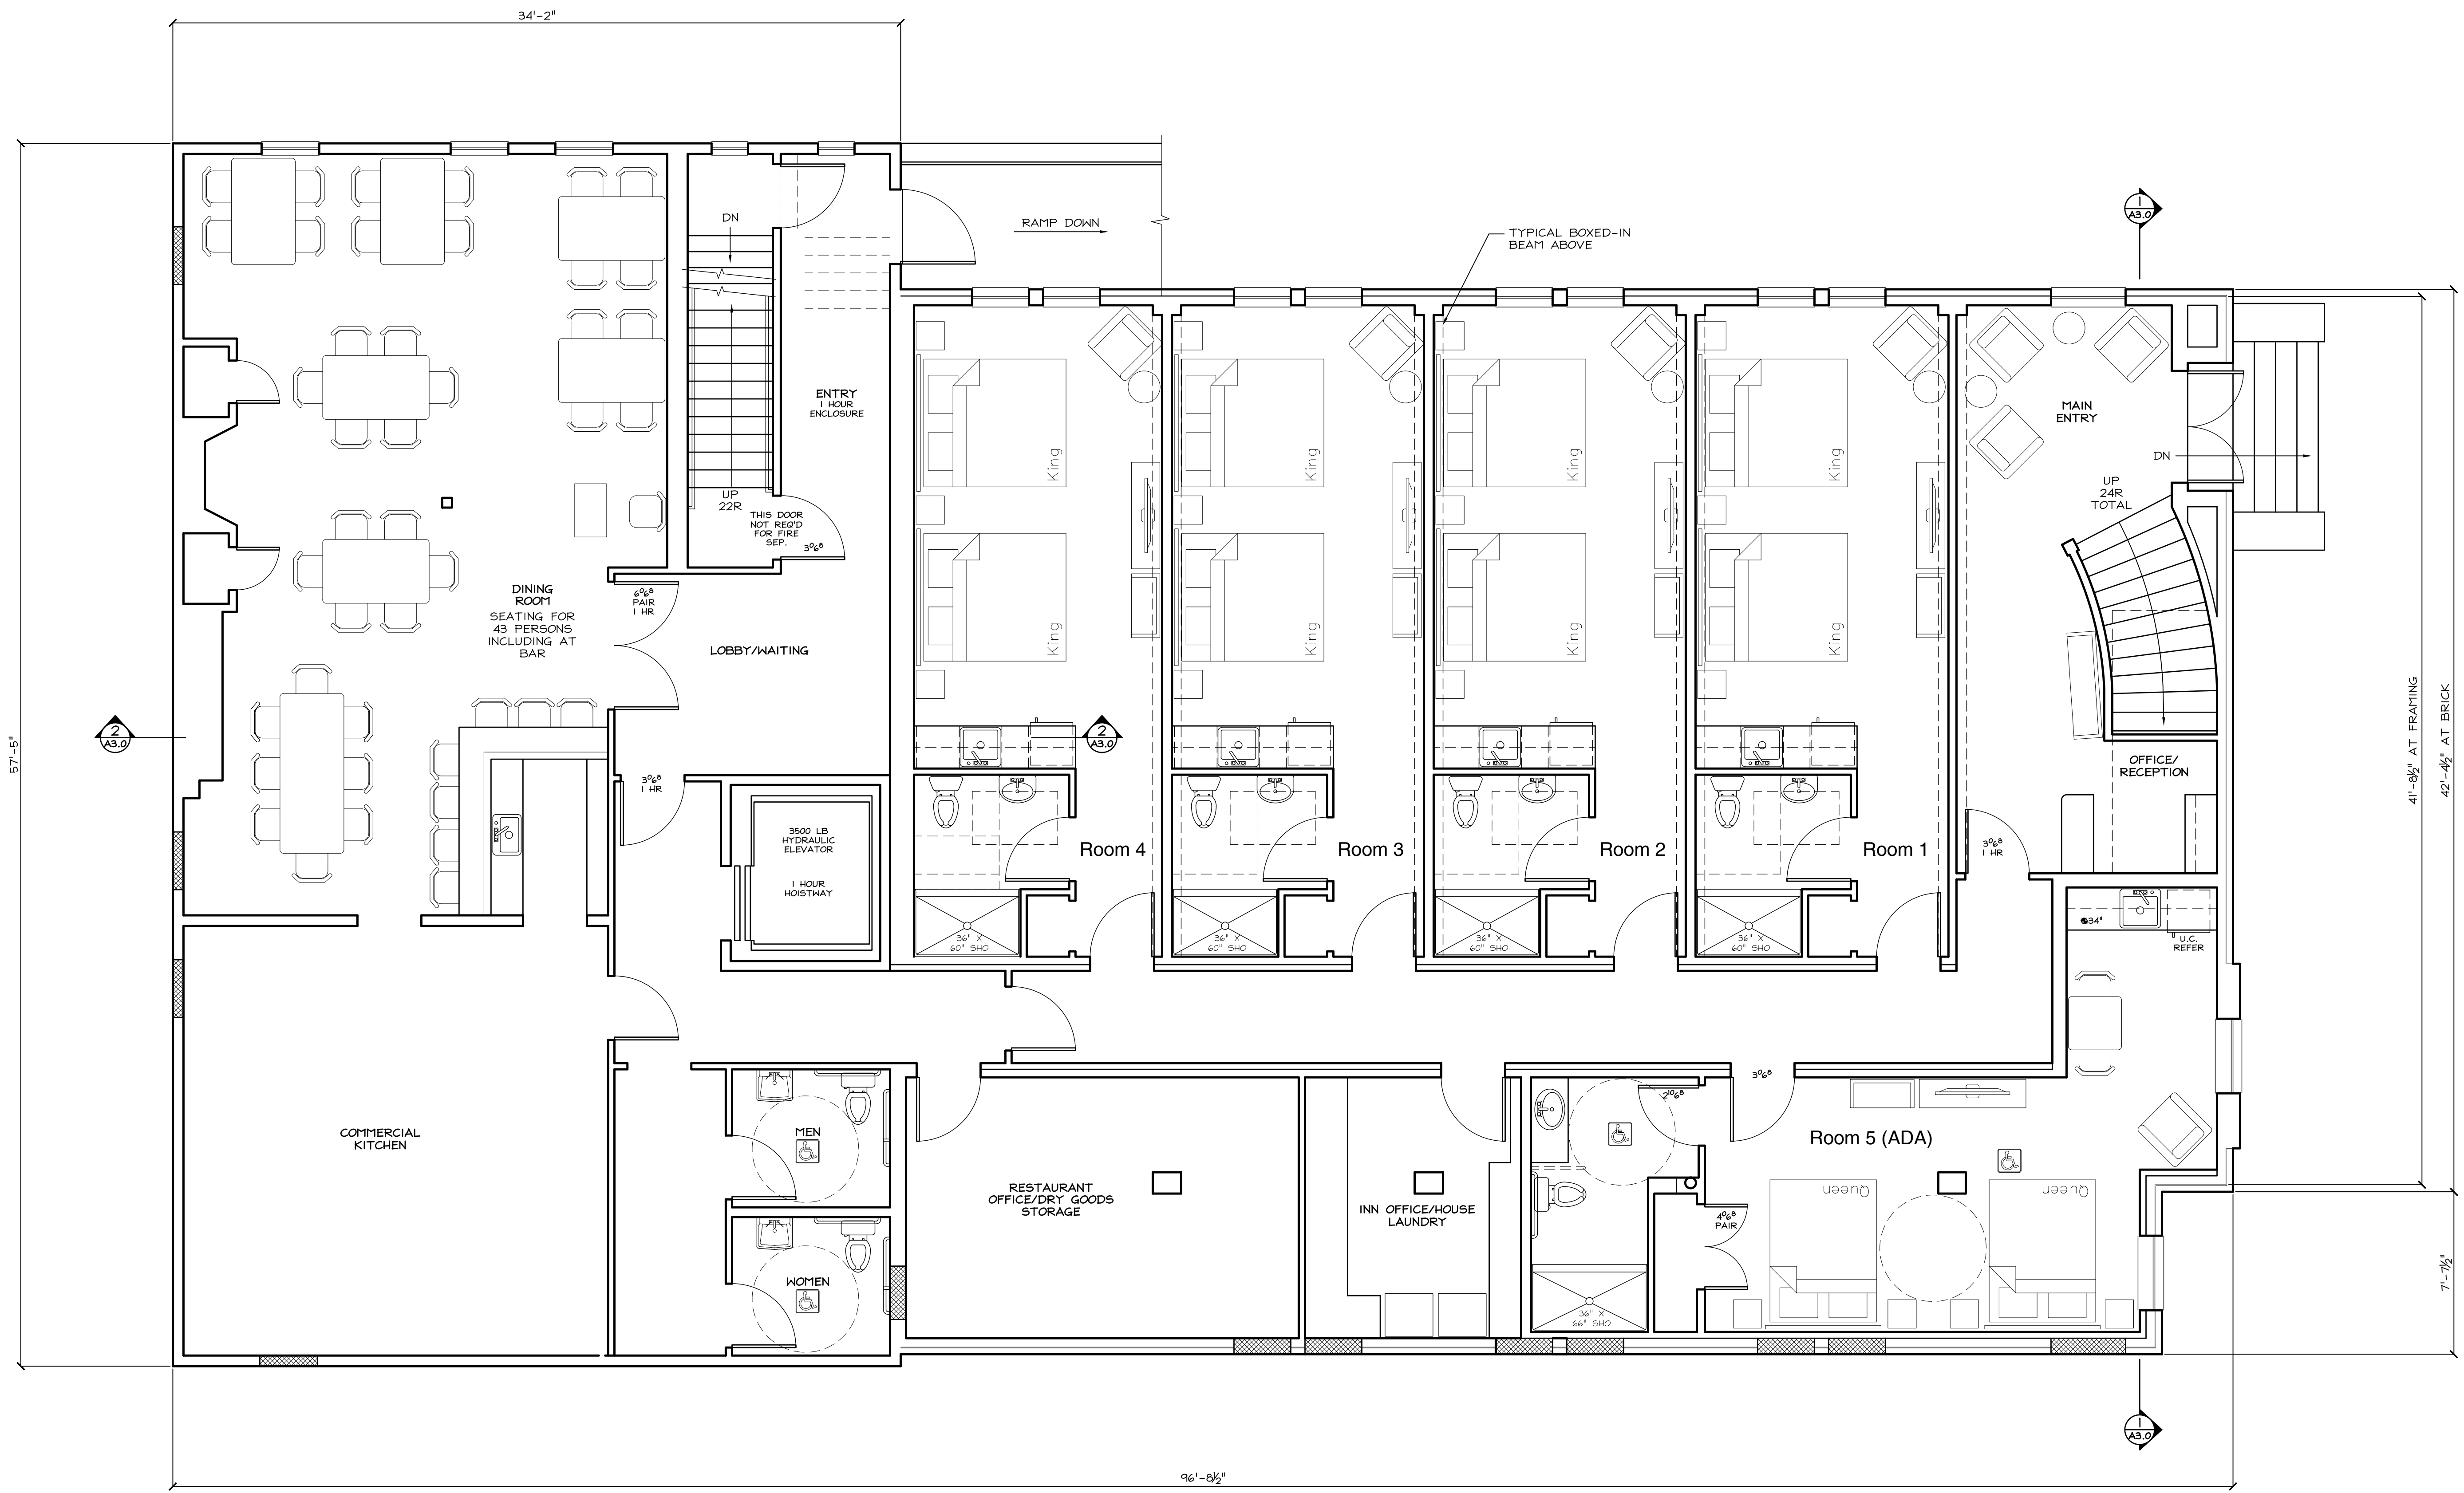 34'-2"
DN
RAMP DOWN
TYPICAL BOXED-IN
BEAM ABOVE
1
A3.0
ENTRY
1 HOUR
ENCLOSURE
King
King
King
King
MAIN
ENTRY
DN
UP
24R
TOTAL
UP
22R
THIS DOOR
NOT REQ'D
FOR FIRE
SEP.
3⁰6⁸
DINING
ROOM
SEATING FOR
43 PERSONS
INCLUDING AT
BAR
6⁰6⁸
PAIR
1 HR
LOBBY/WAITING
King
King
King
King
2
A3.0
57'-5"
2
A3.0
41'-8½" AT FRAMING
42'-4½" AT BRICK
3⁰6⁸
1 HR
3500 LB
HYDRAULIC
ELEVATOR
1 HOUR
HOISTWAY
OFFICE/
RECEPTION
Room 4
Room 3
Room 2
Room 1
3⁰6⁸
1 HR
36" X
60" SHO
36" X
60" SHO
36" X
60" SHO
36" X
60" SHO
34"
U.C.
REFER
3⁰6⁸
2¹⁰6⁸
COMMERCIAL
KITCHEN
MEN
Room 5 (ADA)
RESTAURANT
OFFICE/DRY GOODS
STORAGE
INN OFFICE/HOUSE
LAUNDRY
4⁰6⁸
PAIR
Queen
Queen
WOMEN
36" X
66" SHO
7'-7½"
1
A3.0
96'-8½"